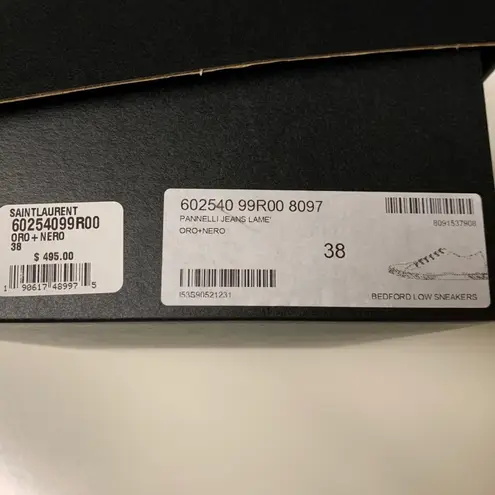 SAINTLAURENT
60254099R00
ORO + NERO
38
$ 495.00
1 90617 48997 5
602540 99R00 8097
PANNELLI JEANS LAME'
ORO+NERO
38
8091537908
I53S90521231
BEDFORD LOW SNEAKERS